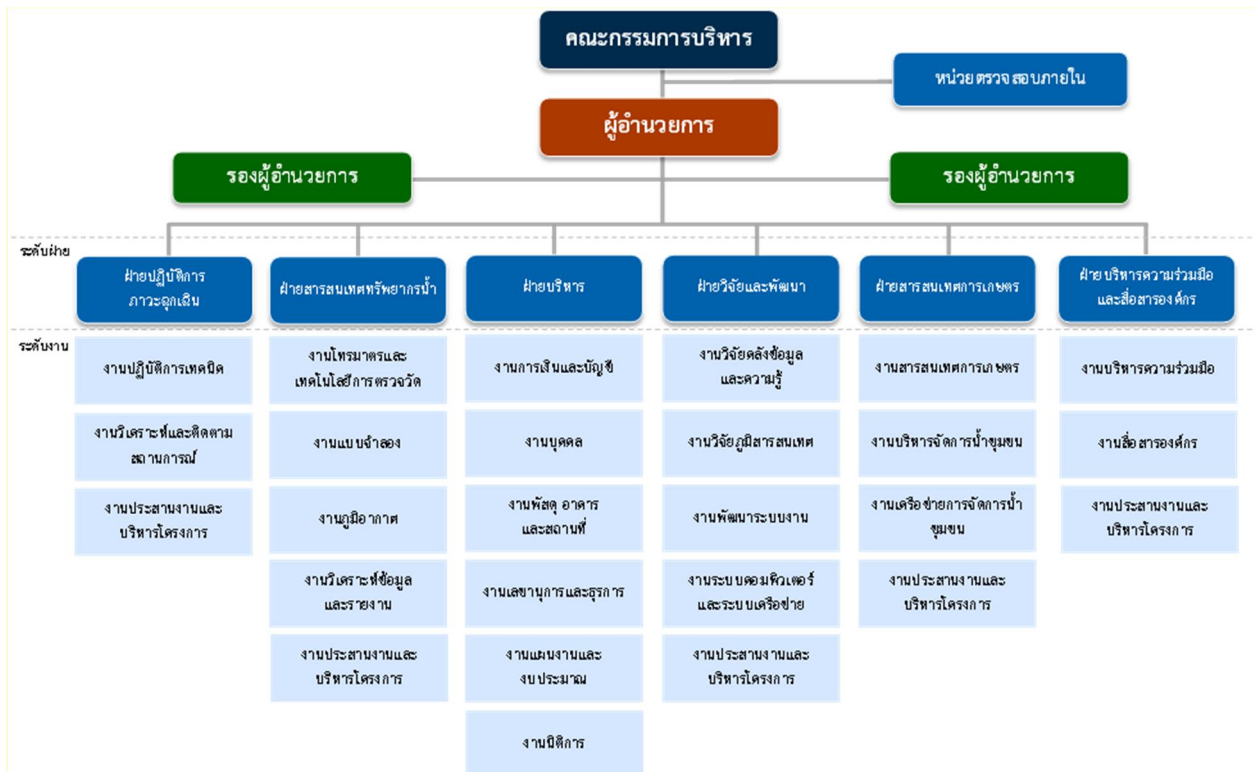 คณะกรรมการบริหาร
หน่วยตรวจสอบภายใน
ผู้อำนวยการ
รองผู้อำนวยการ
รองผู้อำนวยการ
ระดับฝ่าย
ฝ่ายปฏิบัติการ
ภาวะฉุกเฉิน
ฝ่ายสารสนเทศทรัพยากรน้ำ
ฝ่ายบริหาร
ฝ่ายวิจัยและพัฒนา
ฝ่ายสารสนเทศการเกษตร
ฝ่ายบริหารความร่วมมือ
และสื่อสารองค์กร
ระดับงาน
งานปฏิบัติการเทคนิค
งานวิเคราะห์และติดตาม
สถานการณ์
งานประสานงานและ
บริหารโครงการ
งานโทรมาตรและ
เทคโนโลยีการตรวจวัด
งานแบบจำลอง
งานภูมิอากาศ
งานวิเคราะห์ข้อมูล
และรายงาน
งานประสานงานและ
บริหารโครงการ
งานการเงินและบัญชี
งานบุคคล
งานพัสดุ อาคาร
และสถานที่
งานเลขานุการและธุรการ
งานแผนงานและ
งบประมาณ
งานนิติการ
งานวิจัยคลังข้อมูล
และความรู้
งานวิจัยภูมิสารสนเทศ
งานพัฒนาระบบงาน
งานระบบคอมพิวเตอร์
และระบบเครือข่าย
งานประสานงานและ
บริหารโครงการ
งานสารสนเทศการเกษตร
งานบริหารจัดการน้ำชุมชน
งานเครือข่ายการจัดการน้ำ
ชุมชน
งานประสานงานและ
บริหารโครงการ
งานบริหารความร่วมมือ
งานสื่อสารองค์กร
งานประสานงานและ
บริหารโครงการ